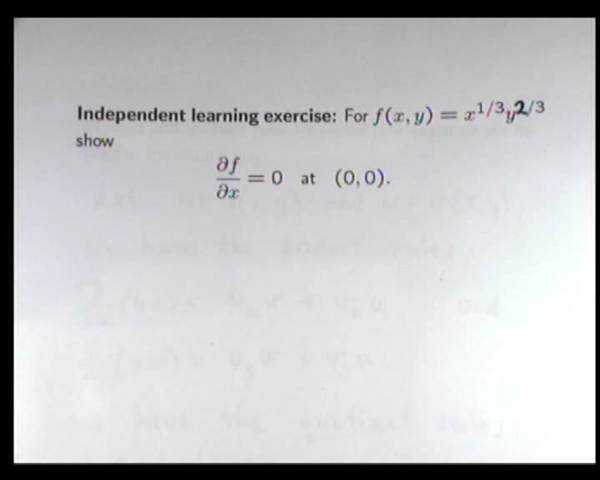 Independent learning exercise: For f(x, y) = x^{1/3}y^{2/3}
show
∂f/∂x = 0 at (0, 0).